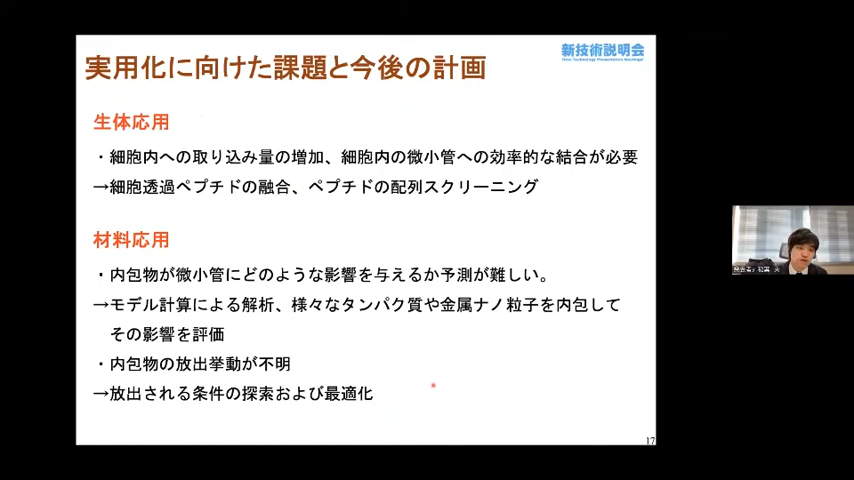 新技術説明会
New Technology Presentation Meetings!
実用化に向けた課題と今後の計画
生体応用
・細胞内への取り込み量の増加、細胞内の微小管への効率的な結合が必要
→細胞透過ペプチドの融合、ペプチドの配列スクリーニング
材料応用
・内包物が微小管にどのような影響を与えるか予測が難しい。
→モデル計算による解析、様々なタンパク質や金属ナノ粒子を内包して
その影響を評価
・内包物の放出挙動が不明
→放出される条件の探索および最適化
17